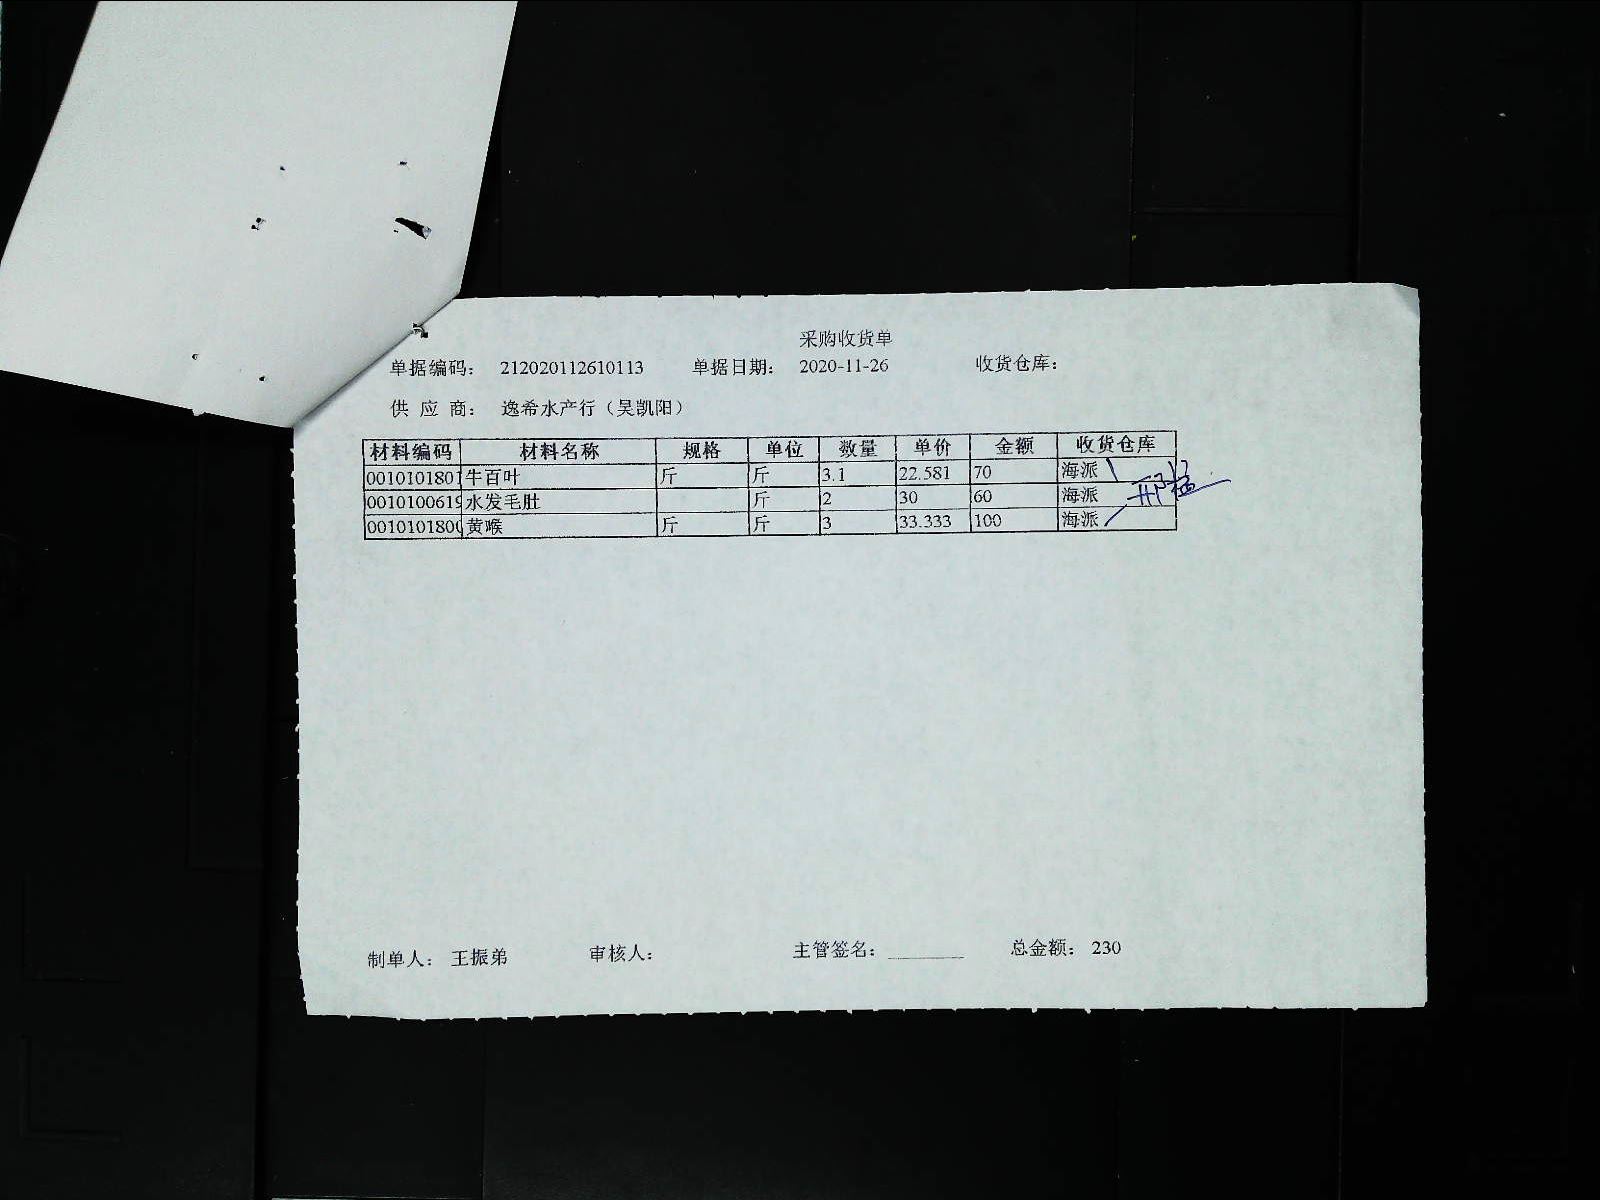 采购收货单
单据编码： 212020112610113 单据日期： 2020-11-26 收货仓库：
供 应 商： 逸希水产行（吴凯阳）
材料编码 材料名称 规格 单位 数量 单价 金额 收货仓库
001010180 牛百叶 斤 斤 3.1 22.581 70 海派
001010061 水发毛肚 斤 2 30 60 海派
001010180 黄喉 斤 斤 3 33.333 100 海派
制单人： 王振弟 审核人： 主管签名： 总金额： 230